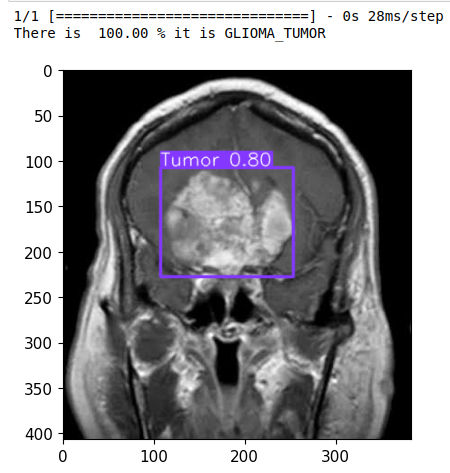 1/1 [==============================] - 0s 28ms/step
There is  100.00 % it is GLIOMA_TUMOR
0
50
100
Tumor 0.80
150
200
250
300
350
400
0 100 200 300